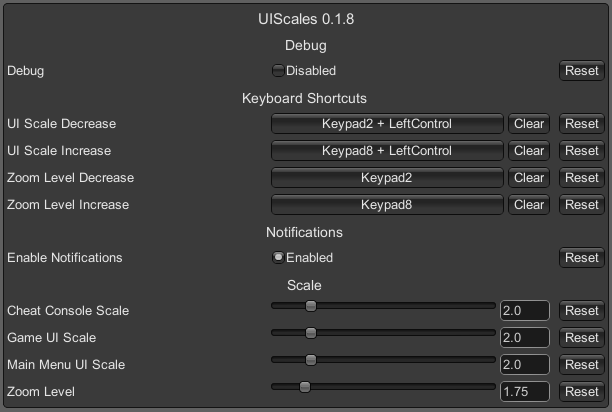 UIScales 0.1.8
Debug
Debug Disabled Reset
Keyboard Shortcuts
UI Scale Decrease Keypad2 + LeftControl Clear Reset
UI Scale Increase Keypad8 + LeftControl Clear Reset
Zoom Level Decrease Keypad2 Clear Reset
Zoom Level Increase Keypad8 Clear Reset
Notifications
Enable Notifications Enabled Reset
Scale
Cheat Console Scale 2.0 Reset
Game UI Scale 2.0 Reset
Main Menu UI Scale 2.0 Reset
Zoom Level 1.75 Reset